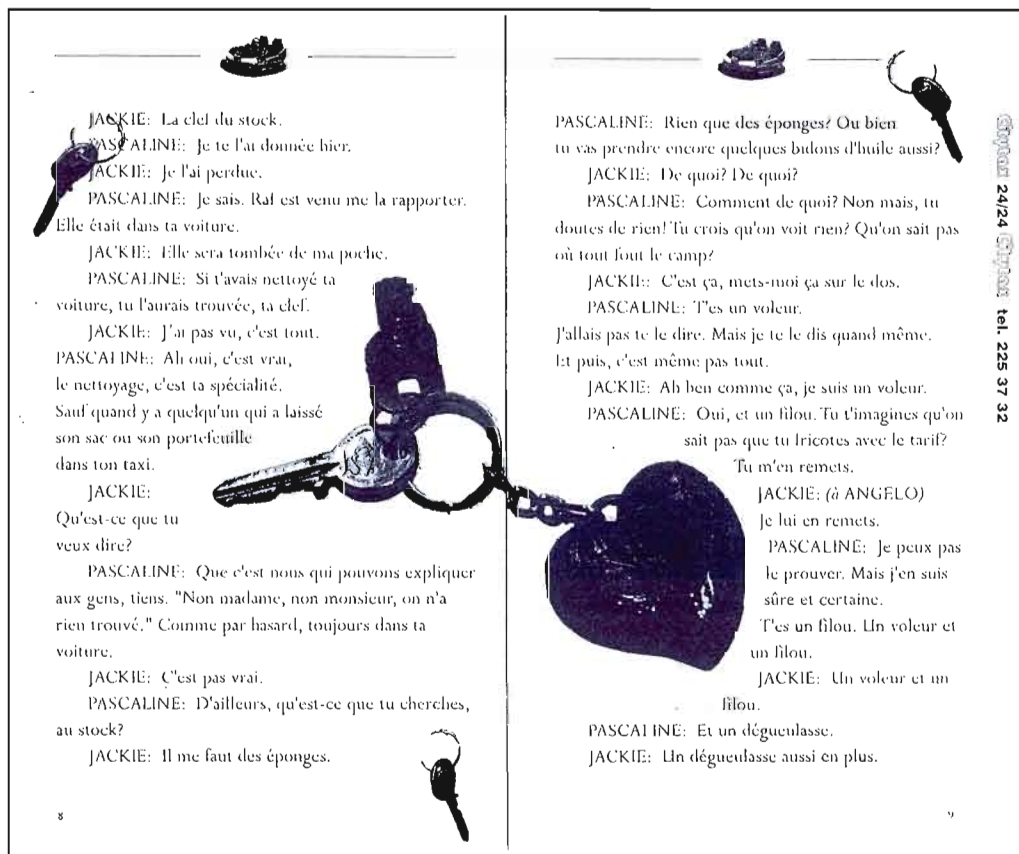 JACKIE: La clef du stock.
PASCALINE: Je te l'ai donnée hier.
JACKIE: Je l'ai perdue.
PASCALINE: Je sais. Raf est venu me la rapporter.
Elle était dans ta voiture.
JACKIE: Elle sera tombée de ma poche.
PASCALINE: Si t'avais nettoyé ta
voiture, tu l'aurais trouvée, ta clef.
JACKIE: J'ai pas vu, c'est tout.
PASCALINE: Ah oui, c'est vrai,
le nettoyage, c'est ta spécialité.
Sauf quand y a quelqu'un qui a laissé
son sac ou son portefeuille
dans ton taxi.
JACKIE:
Qu'est-ce que tu
veux dire?
PASCALINE: Que c'est nous qui pouvons expliquer
aux gens, tiens. "Non madame, non monsieur, on n'a
rien trouvé." Comme par hasard, toujours dans ta
voiture.
JACKIE: C'est pas vrai.
PASCALINE: D'ailleurs, qu'est-ce que tu cherches,
au stock?
JACKIE: Il me faut des éponges.
8
PASCALINE: Rien que des éponges? Ou bien
tu vas prendre encore quelques bidons d'huile aussi?
JACKIE: De quoi? De quoi?
PASCALINE: Comment de quoi? Non mais, tu
doutes de rien! Tu crois qu'on voit rien? Qu'on sait pas
où tout fout le camp?
JACKIE: C'est ça, mets-moi ça sur le dos.
PASCALINE: T'es un voleur.
J'allais pas te le dire. Mais je te le dis quand même.
Et puis, c'est même pas tout.
JACKIE: Ah ben comme ça, je suis un voleur.
PASCALINE: Oui, et un filou. Tu t'imagines qu'on
sait pas que tu fricotes avec le tarif?
Tu m'en remets.
JACKIE: (à ANGELO)
Je lui en remets.
PASCALINE: Je peux pas
le prouver. Mais j'en suis
sûre et certaine.
T'es un filou. Un voleur et
un filou.
JACKIE: Un voleur et un
filou.
PASCALINE: Et un dégueulasse.
JACKIE: Un dégueulasse aussi en plus.
9
24/24 tel. 225 37 32